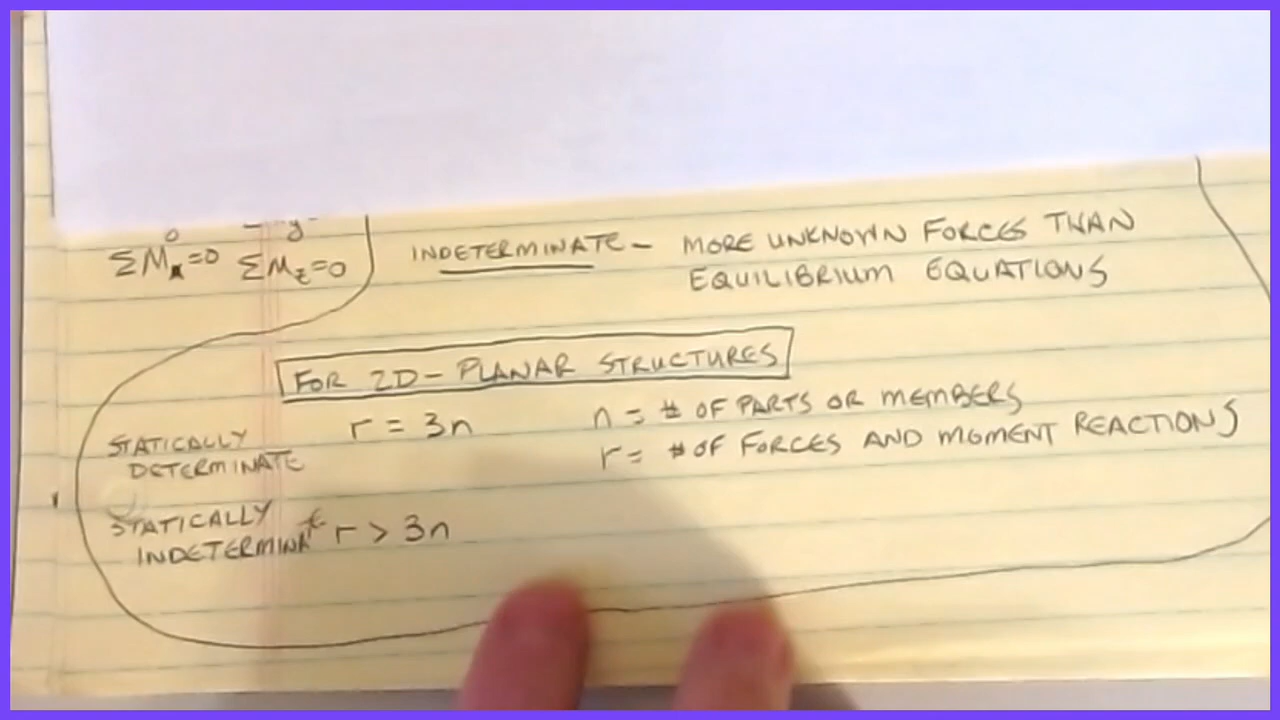 ΣMx=0 ΣMz=0
INDETERMINATE - MORE UNKNOWN FORCES THAN
EQUILIBRIUM EQUATIONS
FOR 2D-PLANAR STRUCTURES
STATICALLY
DETERMINATE
r = 3n
n = # OF PARTS OR MEMBERS
r = # OF FORCES AND MOMENT REACTIONS
STATICALLY
INDETERMINATE
r > 3n